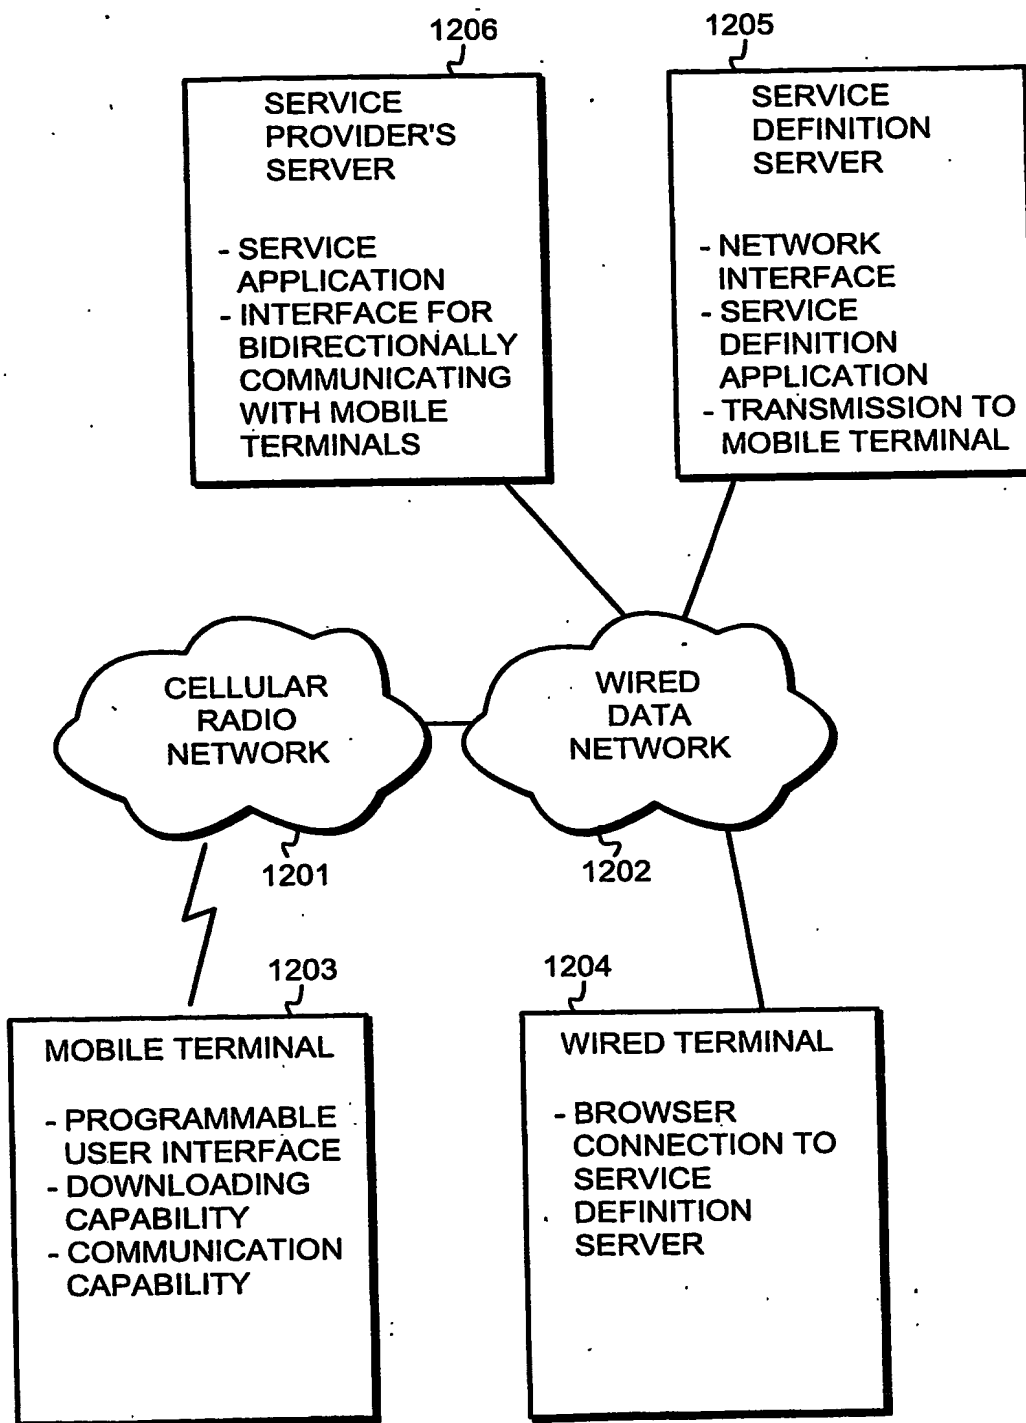 1206
SERVICE
PROVIDER'S
SERVER
- SERVICE
APPLICATION
- INTERFACE FOR
BIDIRECTIONALLY
COMMUNICATING
WITH MOBILE
TERMINALS
1205
SERVICE
DEFINITION
SERVER
- NETWORK
INTERFACE
- SERVICE
DEFINITION
APPLICATION
- TRANSMISSION TO
MOBILE TERMINAL
CELLULAR
RADIO
NETWORK
1201
WIRED
DATA
NETWORK
1202
1203
MOBILE TERMINAL
- PROGRAMMABLE
USER INTERFACE
- DOWNLOADING
CAPABILITY
- COMMUNICATION
CAPABILITY
1204
WIRED TERMINAL
- BROWSER
CONNECTION TO
SERVICE
DEFINITION
SERVER